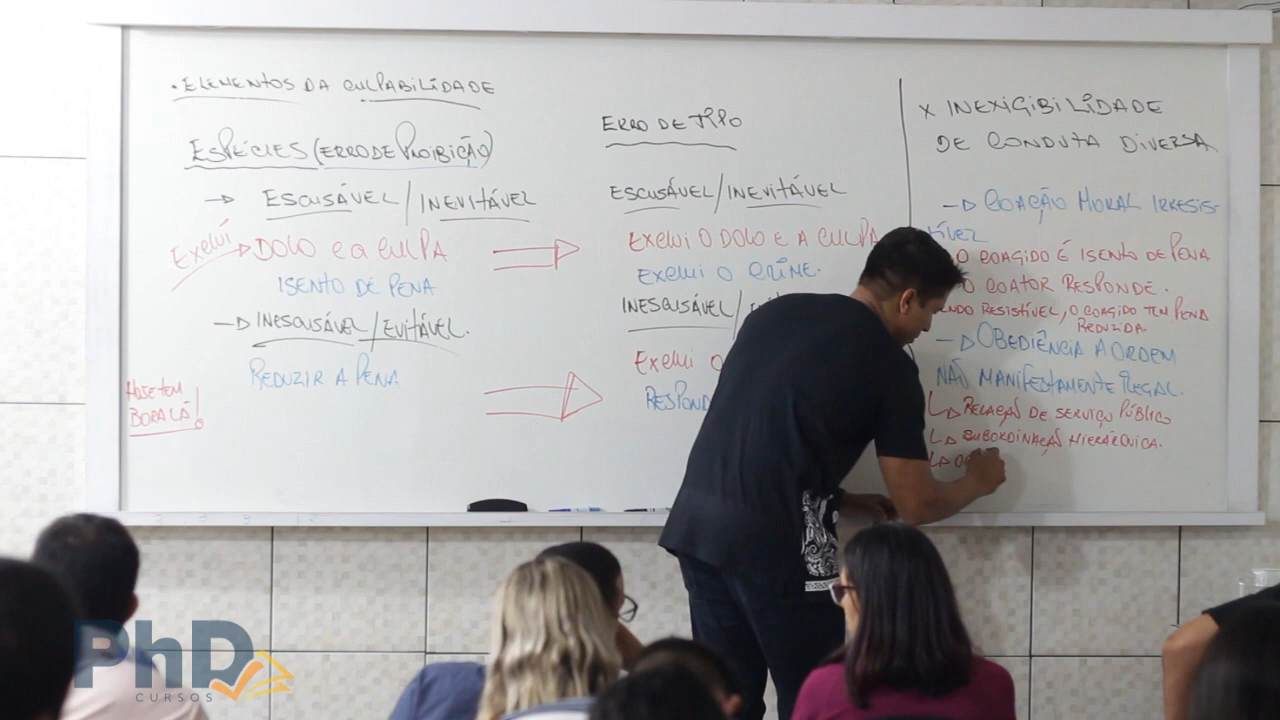 • ELEMENTOS DA CULPABILIDADE
ESPÉCIES (ERRO DE PROIBIÇÃO)
→ ESCUSÁVEL / INEVITÁVEL
Exclui → DOLO e a CULPA
ISENTO DE PENA
→ INESCUSÁVEL / EVITÁVEL.
REDUZIR A PENA
HOJE TEM
BORA LÁ!
ERRO DE TIPO
ESCUSÁVEL / INEVITÁVEL
Exclui O DOLO E A CULPA
Exclui O CRIME.
INESCUSÁVEL /
Exclui O
RESPOND
X INEXIGIBILIDADE
DE CONDUTA DIVERSA
→ COAÇÃO MORAL IRRESIS-
TÍVEL
O COAGIDO É ISENTO DE PENA
O COATOR RESPONDE.
ENDO RESISTÍVEL, O COAGIDO TEM PENA
REDUZIDA.
→ OBEDIÊNCIA A ORDEM
NÃO MANIFESTAMENTE ILEGAL.
↳ RELAÇÃO DE SERVIÇO PÚBLICO
↳ SUBORDINAÇÃO HIERÁRQUICA.
PhD
CURSOS